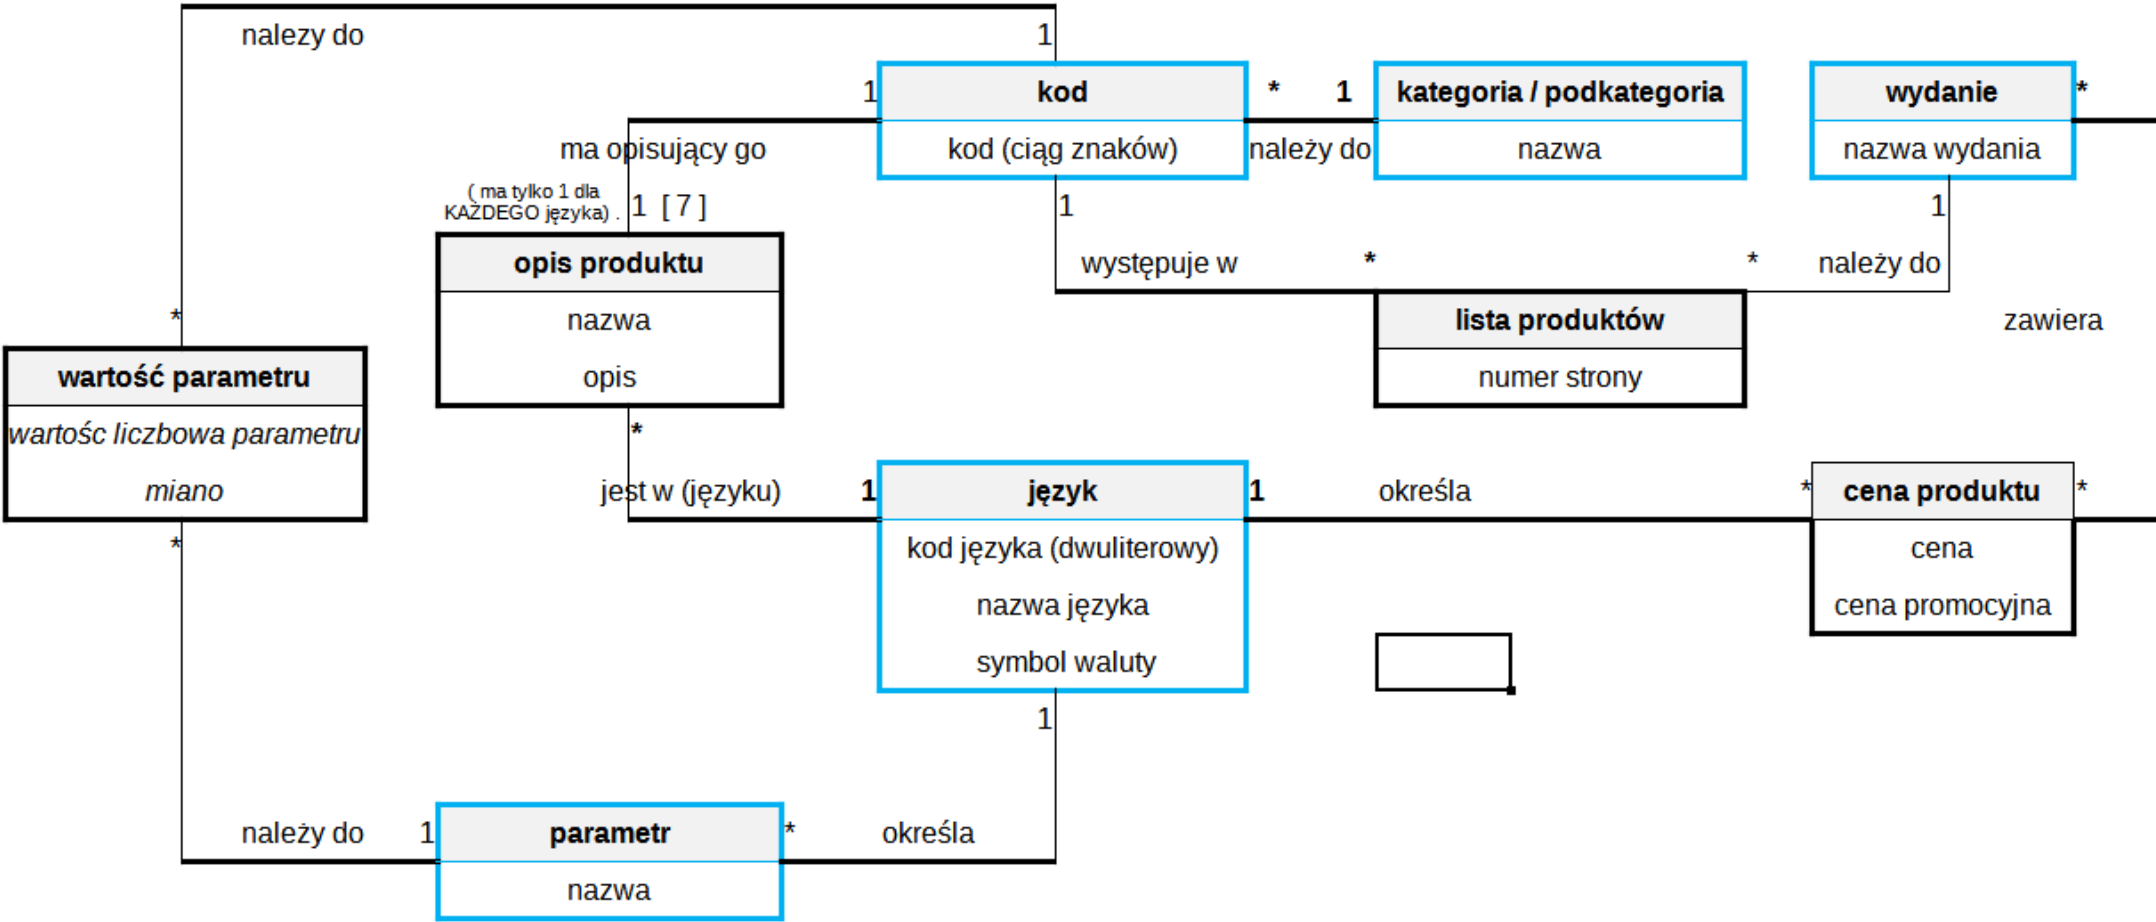 nalezy do
1
1
kod
*
1
kategoria / podkategoria
wydanie
*
ma opisujący go
kod (ciąg znaków)
należy do
nazwa
nazwa wydania
( ma tylko 1 dla
KAŻDEGO języka) .
1 [ 7 ]
1
1
opis produktu
występuje w
*
*
należy do
nazwa
*
lista produktów
zawiera
wartość parametru
opis
numer strony
wartośc liczbowa parametru
*
miano
jest w (języku)
1
język
1
określa
*
cena produktu
*
*
kod języka (dwuliterowy)
cena
nazwa języka
cena promocyjna
symbol waluty
1
należy do
1
parametr
*
określa
nazwa